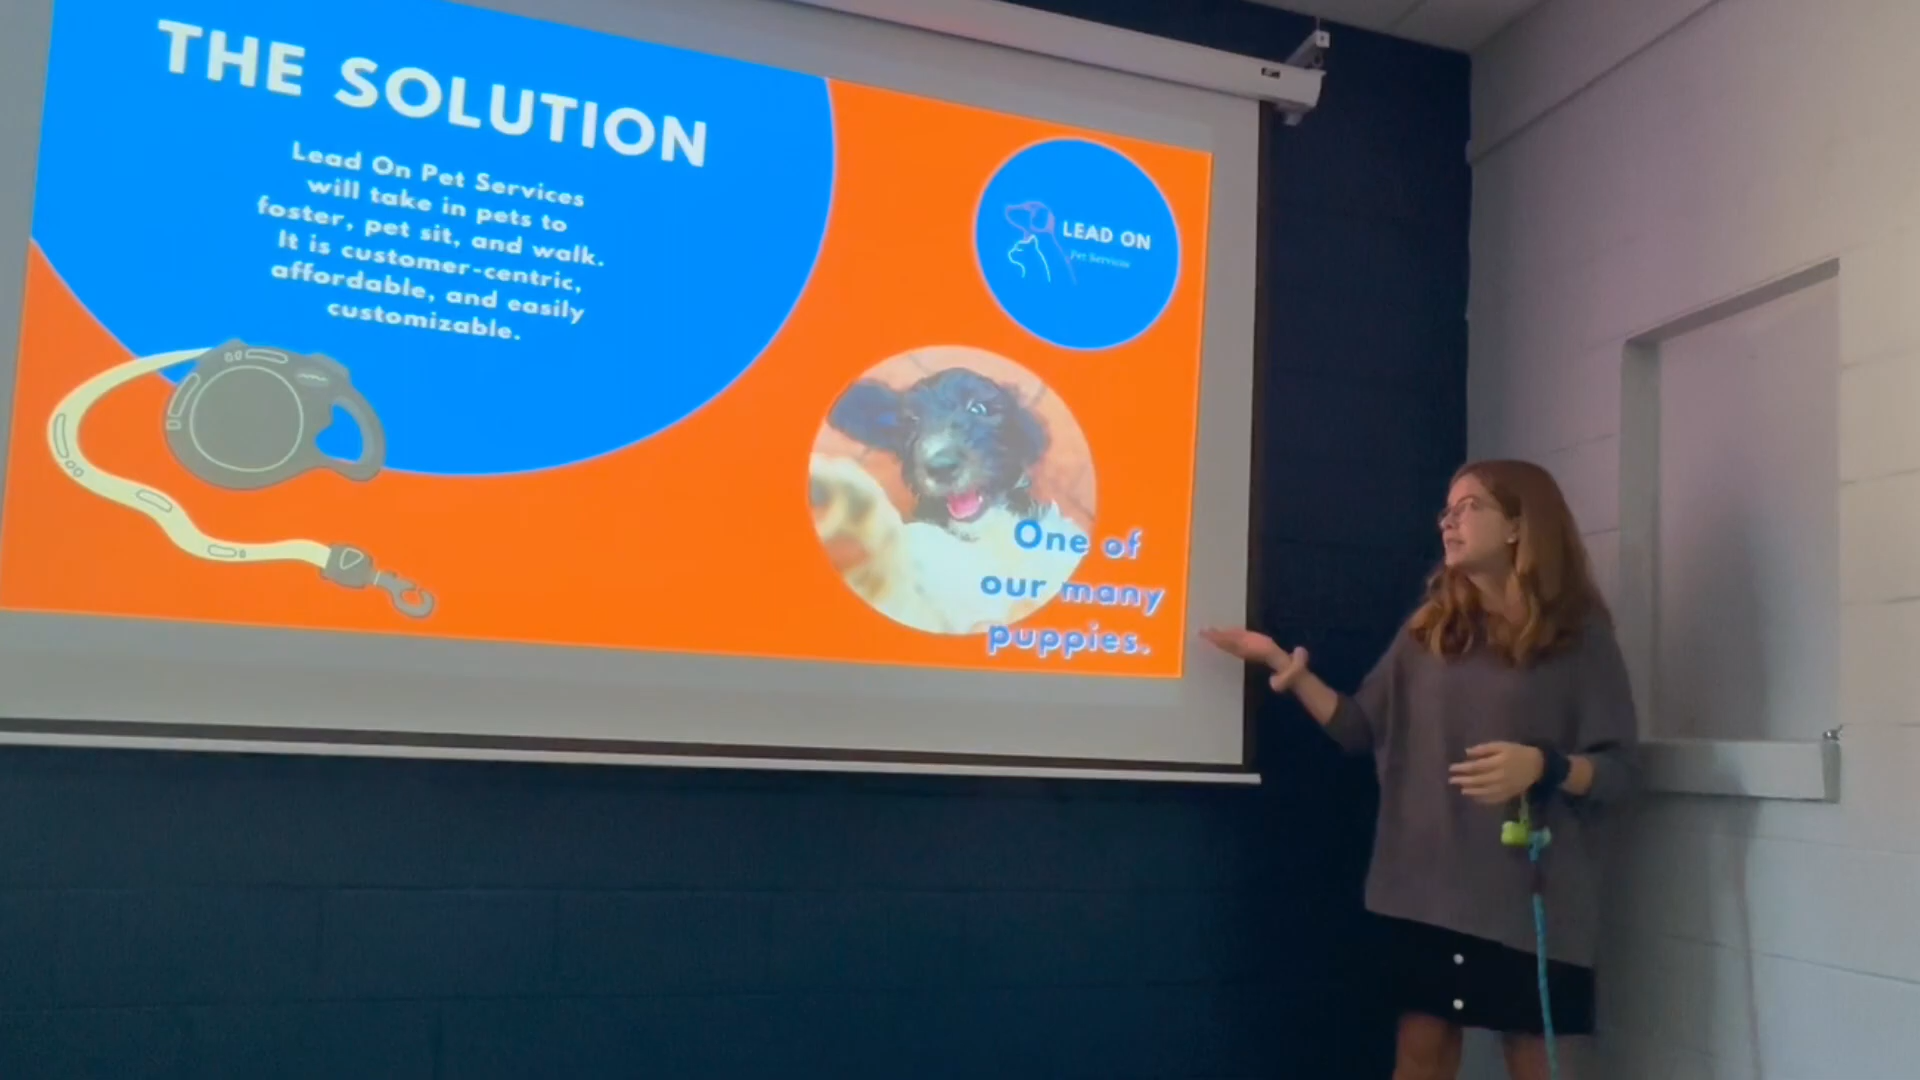 THE SOLUTION
Lead On Pet Services
will take in pets to
foster, pet sit, and walk.
It is customer-centric,
affordable, and easily
customizable.
LEAD ON
Pet Services
One of
our many
puppies.